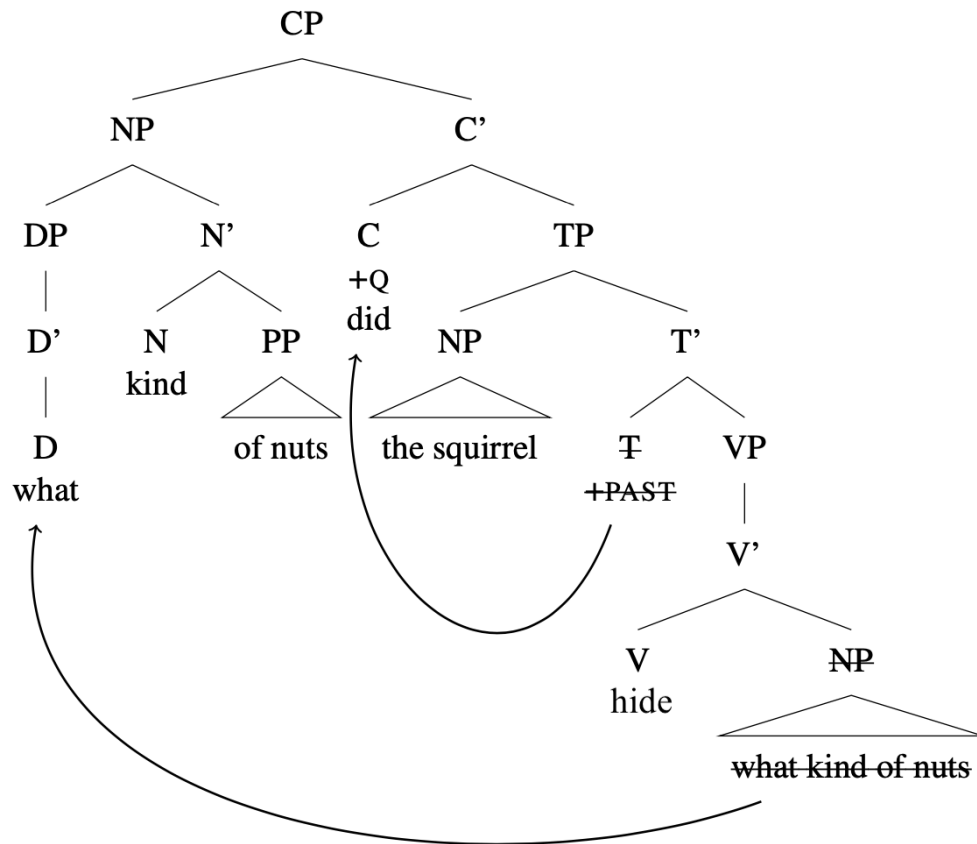 CP
NP C’
DP N’ C TP
+Q
did
D’ N PP NP T’
kind
D of nuts the squirrel T VP
what +PAST
V’
V NP
hide
what kind of nuts